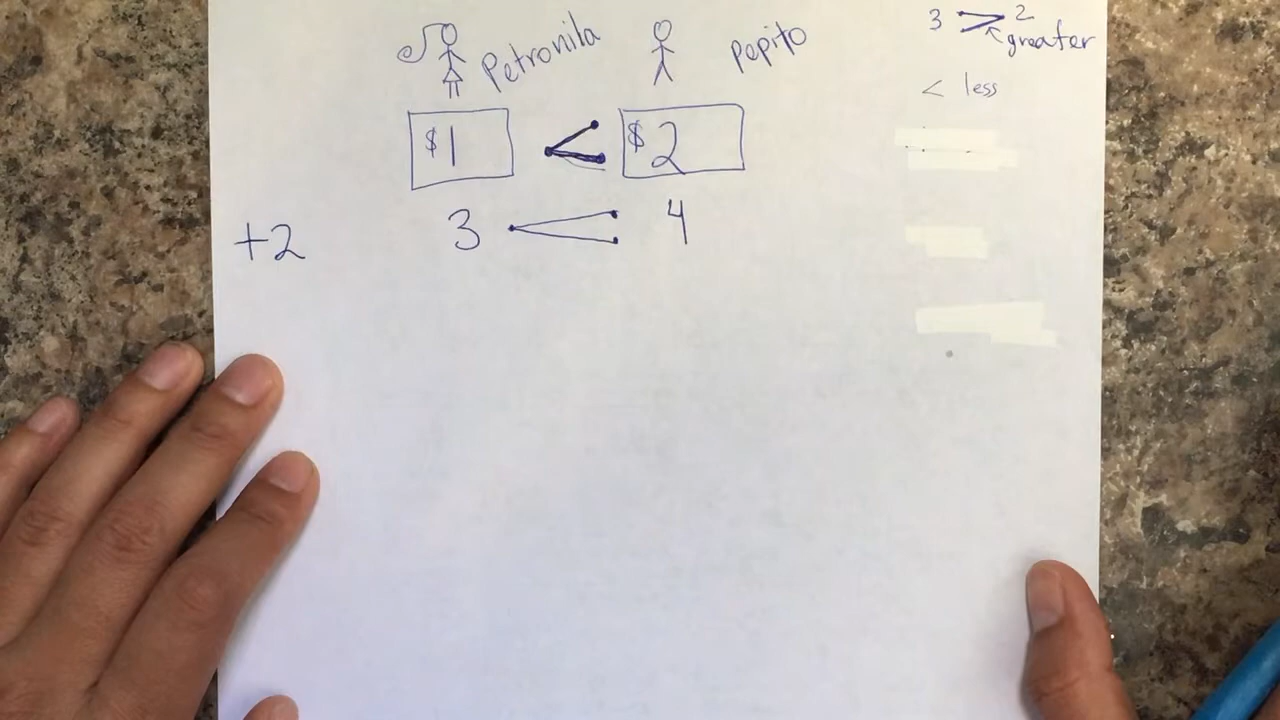 Petronila Pepito
3 > 2
greater
< less
$1 < $2
+2 3 < 4